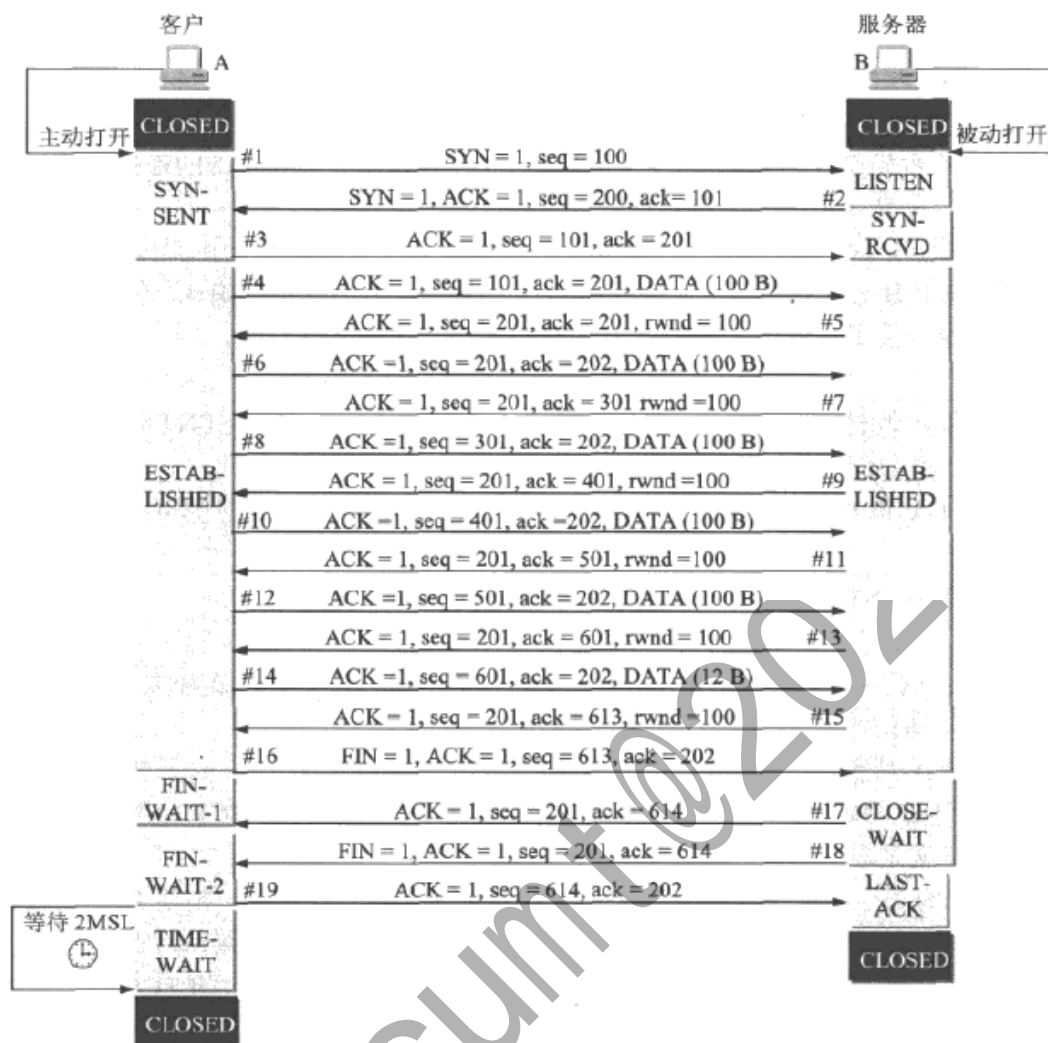 客户
服务器
A
B
CLOSED
CLOSED
主动打开
被动打开
#1 SYN = 1, seq = 100
SYN-
SENT
LISTEN
SYN = 1, ACK = 1, seq = 200, ack= 101 #2
SYN-
RCVD
#3 ACK = 1, seq = 101, ack = 201
#4 ACK = 1, seq = 101, ack = 201, DATA (100 B)
ACK = 1, seq = 201, ack = 201, rwnd = 100 #5
#6 ACK =1, seq = 201, ack = 202, DATA (100 B)
ACK = 1, seq = 201, ack = 301 rwnd =100 #7
#8 ACK =1, seq = 301, ack = 202, DATA (100 B)
ESTAB-
LISHED
ACK = 1, seq = 201, ack = 401, rwnd =100 #9
ESTAB-
LISHED
#10 ACK =1, seq = 401, ack =202, DATA (100 B)
ACK = 1, seq = 201, ack = 501, rwnd =100 #11
#12 ACK =1, seq = 501, ack = 202, DATA (100 B)
ACK = 1, seq = 201, ack = 601, rwnd = 100 #13
#14 ACK =1, seq = 601, ack = 202, DATA (12 B)
ACK = 1, seq = 201, ack = 613, rwnd =100 #15
#16 FIN = 1, ACK = 1, seq = 613, ack = 202
FIN-
WAIT-1
ACK = 1, seq = 201, ack = 614 #17
CLOSE-
WAIT
FIN = 1, ACK = 1, seq = 201, ack = 614 #18
FIN-
WAIT-2
#19 ACK = 1, seq = 614, ack = 202
LAST-
ACK
等待 2MSL
TIME-
WAIT
CLOSED
CLOSED